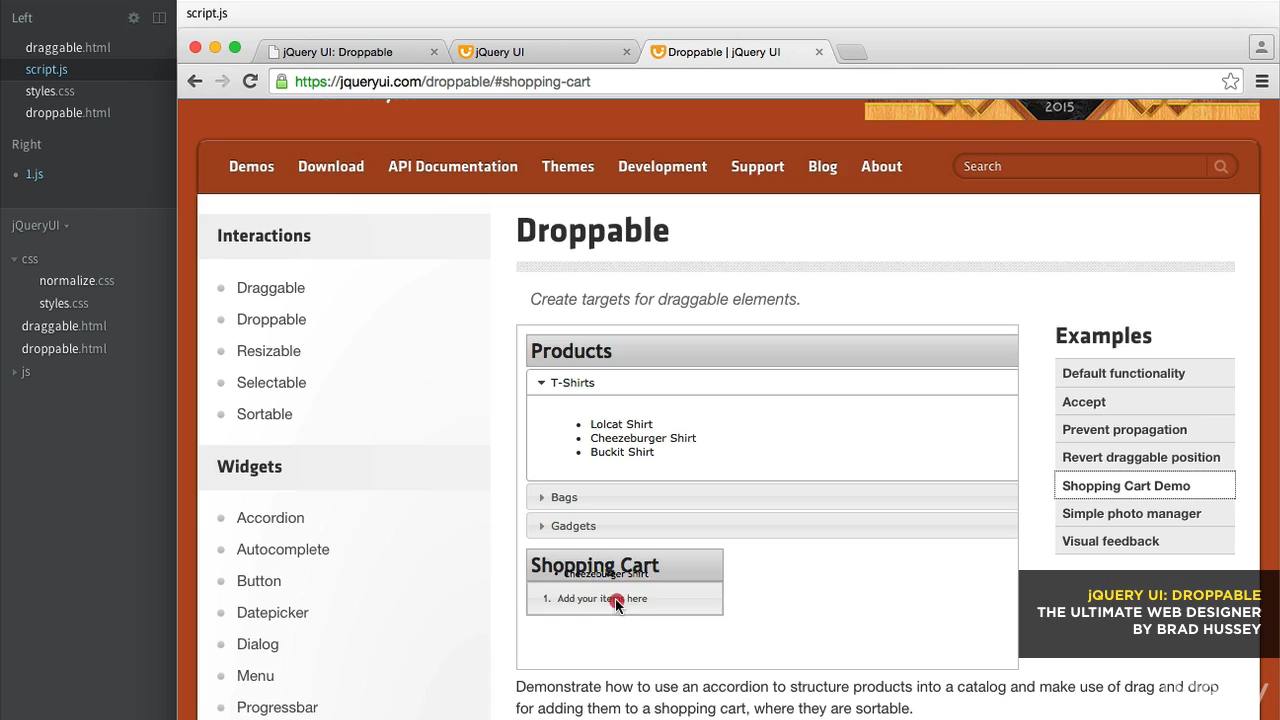 Left
draggable.html
script.js
styles.css
droppable.html
Right
1.js
jQueryUI
css
normalize.css
styles.css
draggable.html
droppable.html
js
script.js
jQuery UI: Droppable
jQuery UI
Droppable | jQuery UI
https://jqueryui.com/droppable/#shopping-cart
2015
Demos
Download
API Documentation
Themes
Development
Support
Blog
About
Search
Interactions
Draggable
Droppable
Resizable
Selectable
Sortable
Widgets
Accordion
Autocomplete
Button
Datepicker
Dialog
Menu
Progressbar
Droppable
Create targets for draggable elements.
Products
T-Shirts
Lolcat Shirt
Cheezeburger Shirt
Buckit Shirt
Bags
Gadgets
Shopping Cart
Cheezeburger Shirt
1. Add your items here
Examples
Default functionality
Accept
Prevent propagation
Revert draggable position
Shopping Cart Demo
Simple photo manager
Visual feedback
jQUERY UI: DROPPABLE
THE ULTIMATE WEB DESIGNER
BY BRAD HUSSEY
Demonstrate how to use an accordion to structure products into a catalog and make use of drag and drop
for adding them to a shopping cart, where they are sortable.